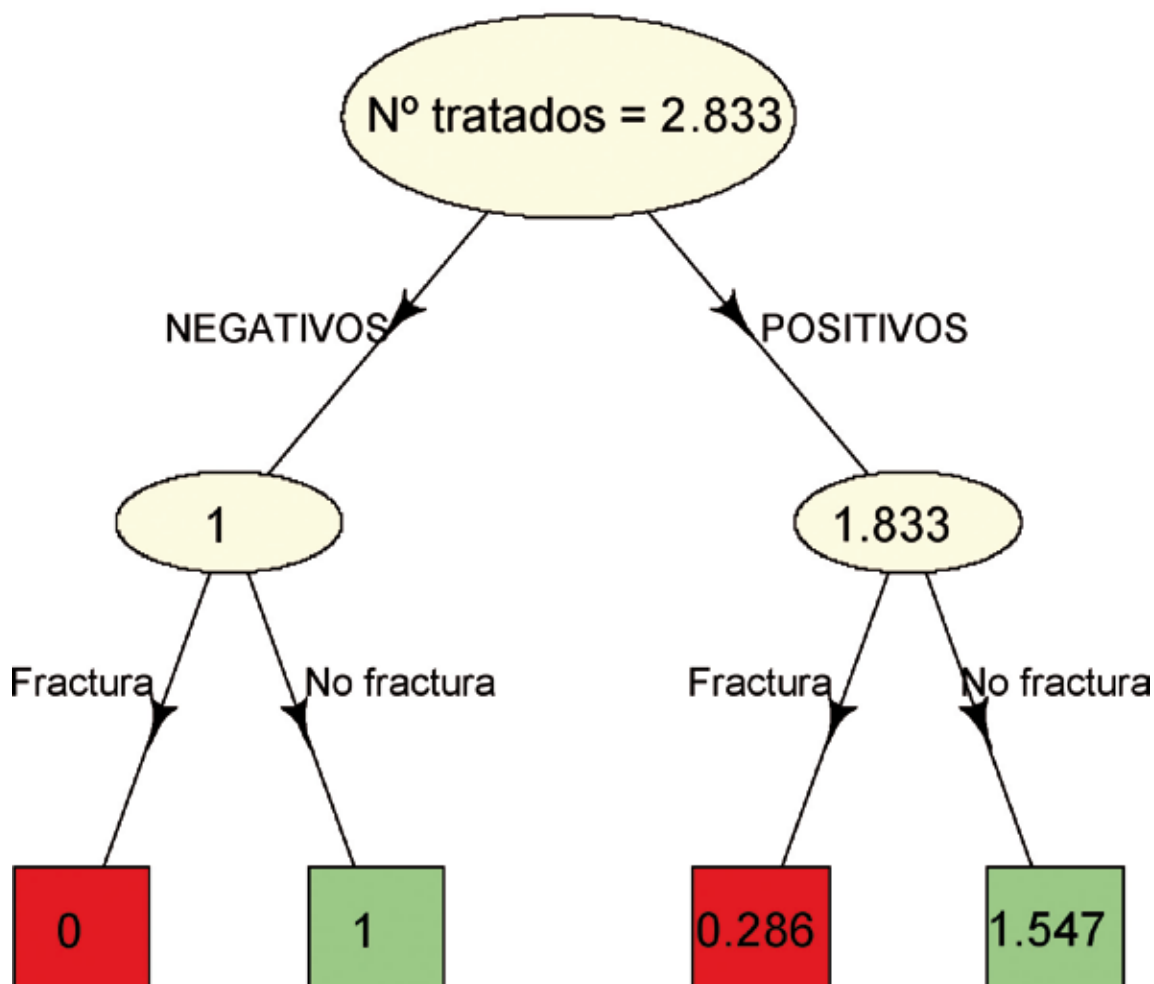 Nº tratados = 2.833
NEGATIVOS
POSITIVOS
1
1.833
Fractura
No fractura
Fractura
No fractura
0
1
0.286
1.547